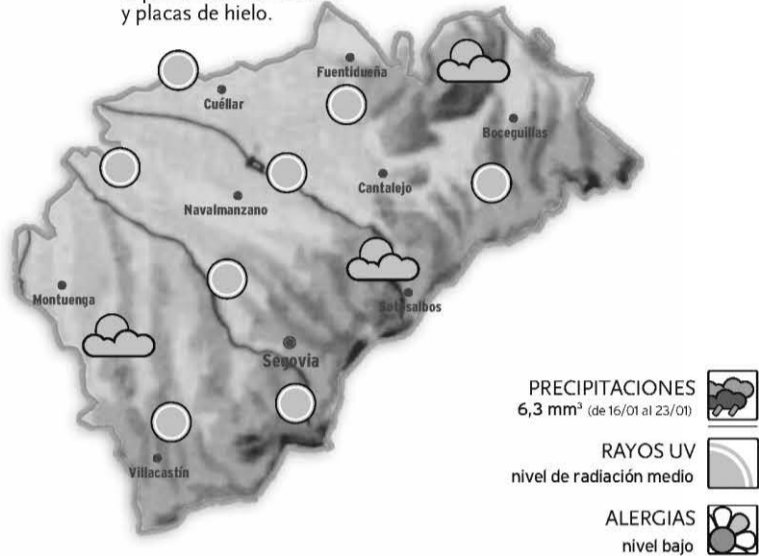 y placas de hielo.
Fuentidueña
Cuéllar
Boceguillas
Cantalejo
Navalmanzano
Montuenga
Sotosalbos
Segovia
Villacastín
PRECIPITACIONES
6,3 mm³ (de 16/01 al 23/01)
RAYOS UV
nivel de radiación medio
ALERGIAS
nivel bajo